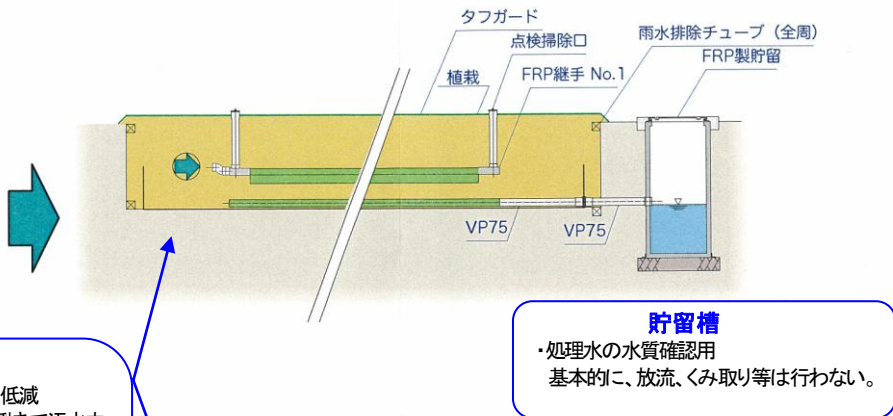 タフガード
点検掃除口
雨水排除チューブ（全周）
植栽
FRP継手 No.1
FRP製貯留
VP75
VP75
貯留槽
・処理水の水質確認用
基本的に、放流、くみ取り等は行わない。
低減